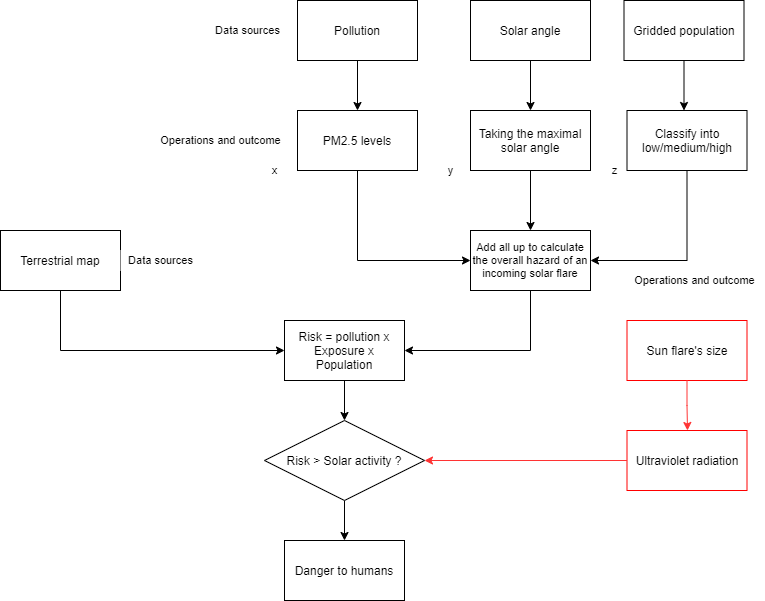 Data sources
Pollution
Solar angle
Gridded population
Operations and outcome
PM2.5 levels
Taking the maximal
solar angle
Classify into
low/medium/high
x
y
z
Terrestrial map
Data sources
Add all up to calculate
the overall hazard of an
incoming solar flare
Operations and outcome
Risk = pollution x
Exposure x
Population
Sun flare's size
Risk > Solar activity ?
Ultraviolet radiation
Danger to humans